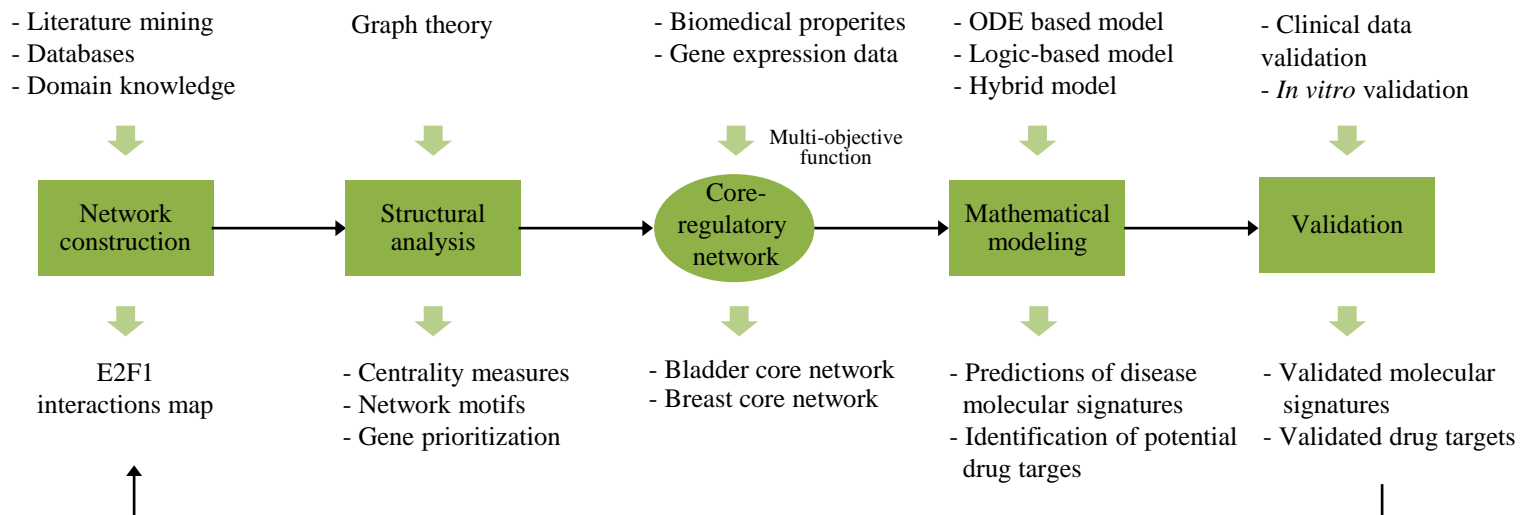 - Literature mining
- Databases
- Domain knowledge
Graph theory
- Biomedical properites
- Gene expression data
- ODE based model
- Logic-based model
- Hybrid model
- Clinical data
validation
- In vitro validation
Multi-objective
function
Network
construction
Structural
analysis
Core-
regulatory
network
Mathematical
modeling
Validation
E2F1
interactions map
- Centrality measures
- Network motifs
- Gene prioritization
- Bladder core network
- Breast core network
- Predictions of disease
molecular signatures
- Identification of potential
drug targes
- Validated molecular
signatures
- Validated drug targets